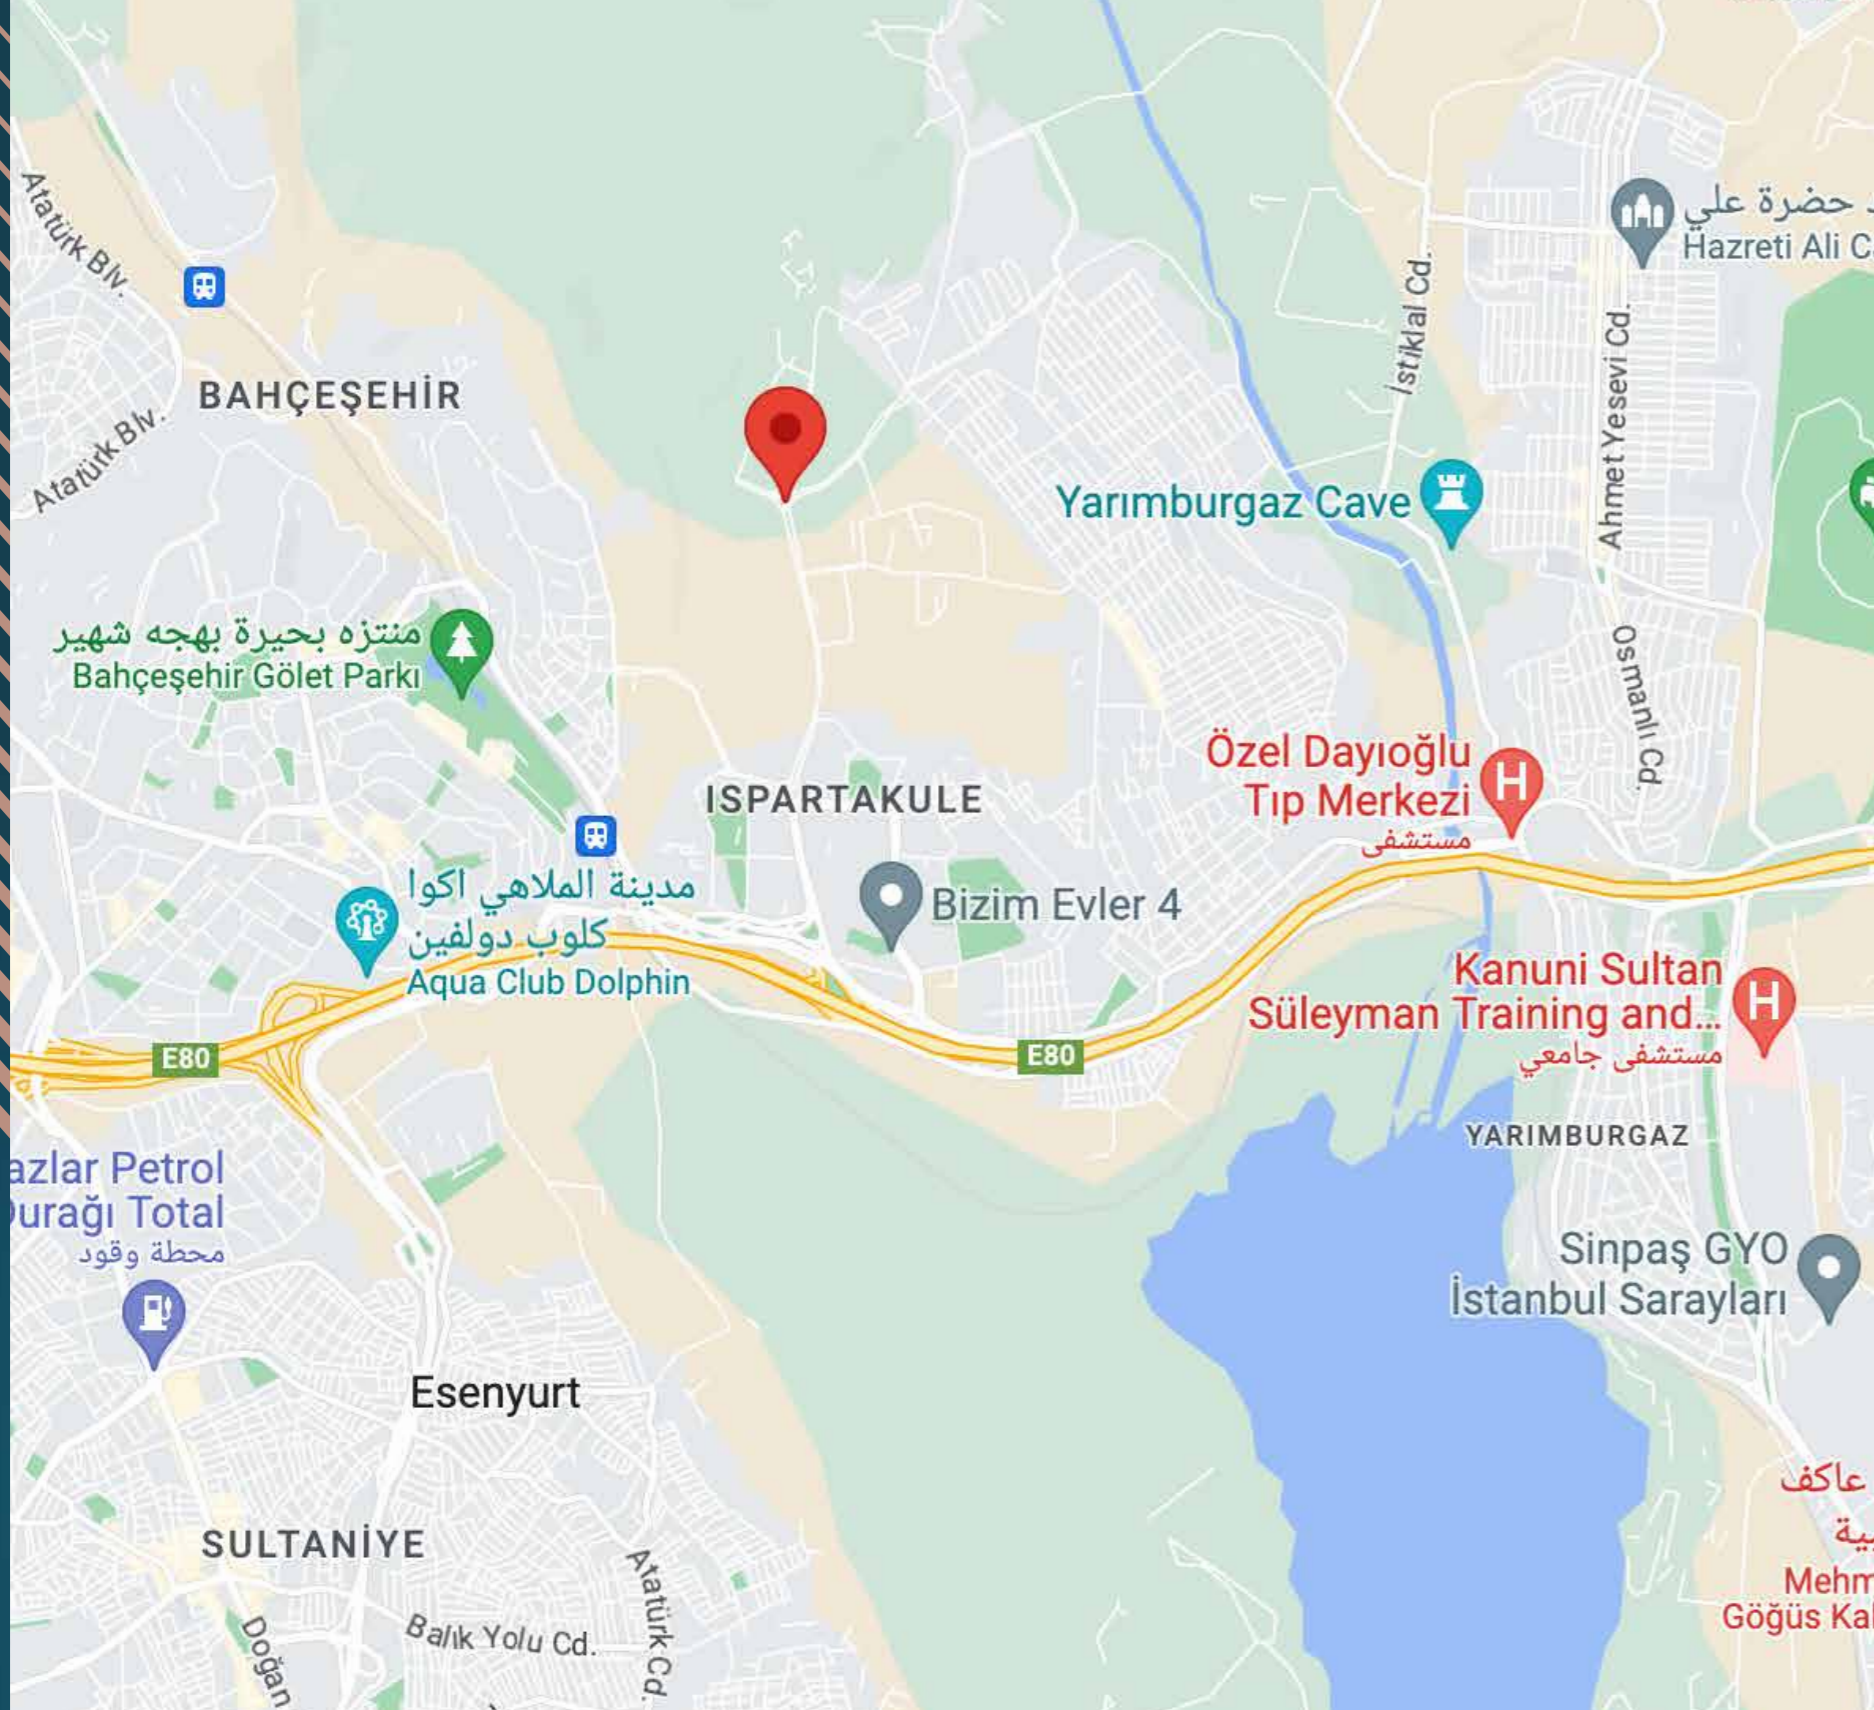 د حضرة علي
Hazreti Ali C
Atatürk Blv.
İstiklal Cd.
Ahmet Yesevi Cd.
BAHÇEŞEHİR
Atatürk Blv.
Yarımburgaz Cave
منتزه بحيرة بهجه شهير
Bahçeşehir Gölet Parkı
Osmanlı Cd.
Özel Dayıoğlu
Tıp Merkezi
مستشفى
ISPARTAKULE
مدينة الملاهي اكوا
كلوب دولفين
Aqua Club Dolphin
Bizim Evler 4
Kanuni Sultan
Süleyman Training and...
مستشفى جامعي
E80
E80
YARIMBURGAZ
azlar Petrol
urağı Total
محطة وقود
Sinpaş GYO
İstanbul Sarayları
Esenyurt
عاكف
SULTANİYE
Mehm
Göğüs Kal
Atatürk Cd.
Balık Yolu Cd.
Doğan